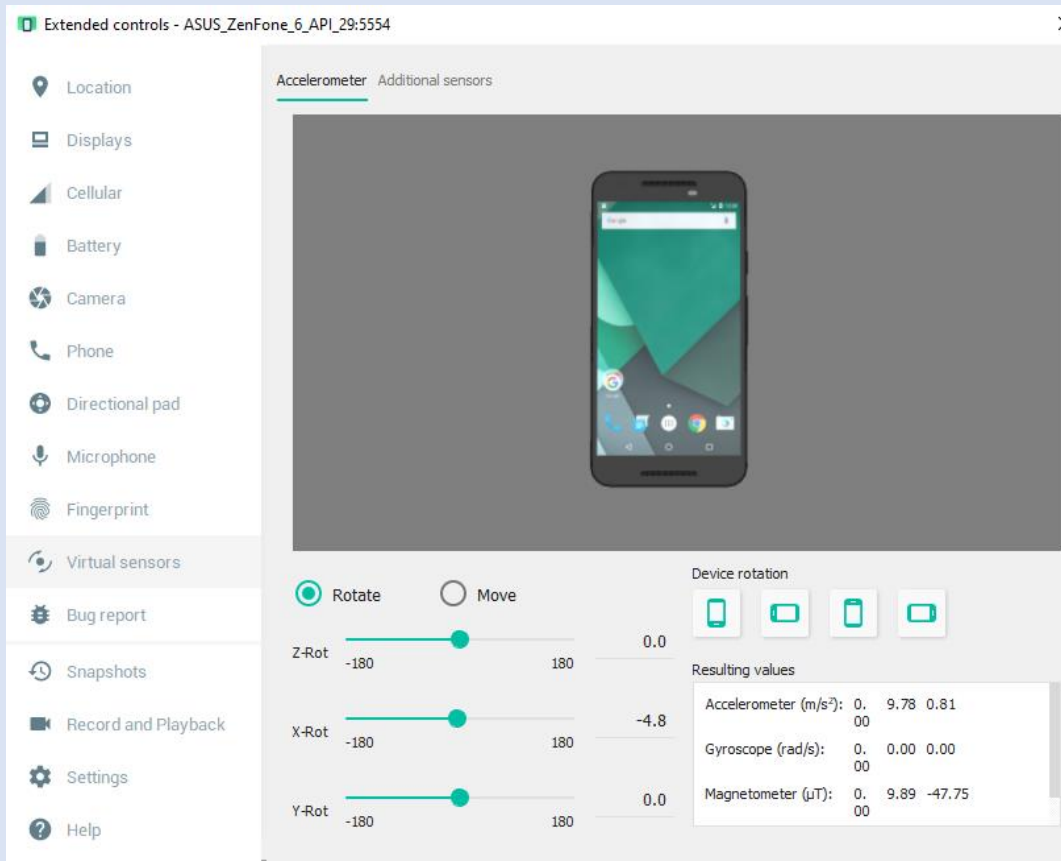 Extended controls - ASUS_ZenFone_6_API_29:5554
Location
Displays
Cellular
Battery
Camera
Phone
Directional pad
Microphone
Fingerprint
Virtual sensors
Bug report
Snapshots
Record and Playback
Settings
Help
Accelerometer Additional sensors
Google
Rotate Move
Z-Rot -180 180 0.0
X-Rot -180 180 -4.8
Y-Rot -180 180 0.0
Device rotation
Resulting values
Accelerometer (m/s²): 0. 9.78 0.81
00
Gyroscope (rad/s): 0. 0.00 0.00
00
Magnetometer (μT): 0. 9.89 -47.75
00